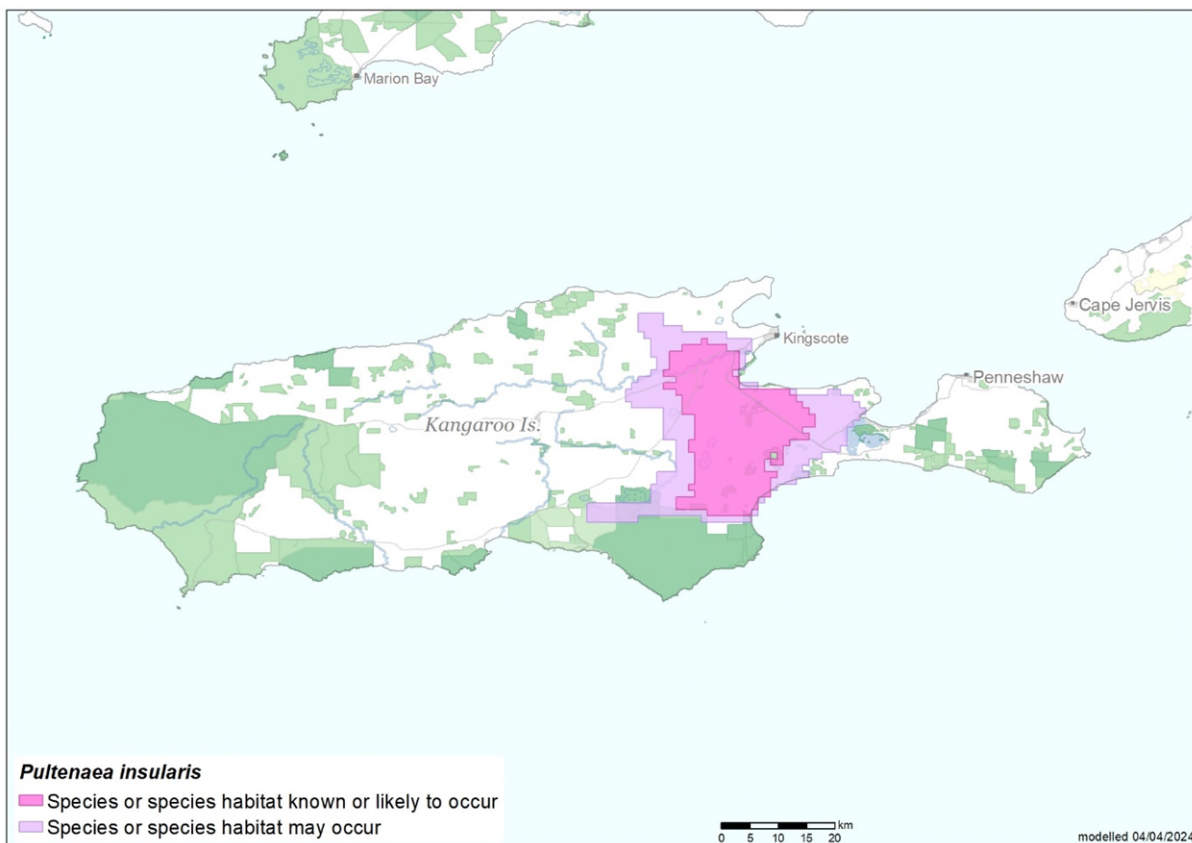 Marion Bay
Cape Jervis
Kingscote
Penneshaw
Kangaroo Is.
Pultenaea insularis
Species or species habitat known or likely to occur
Species or species habitat may occur
km
0 5 10 15 20
modelled 04/04/2024